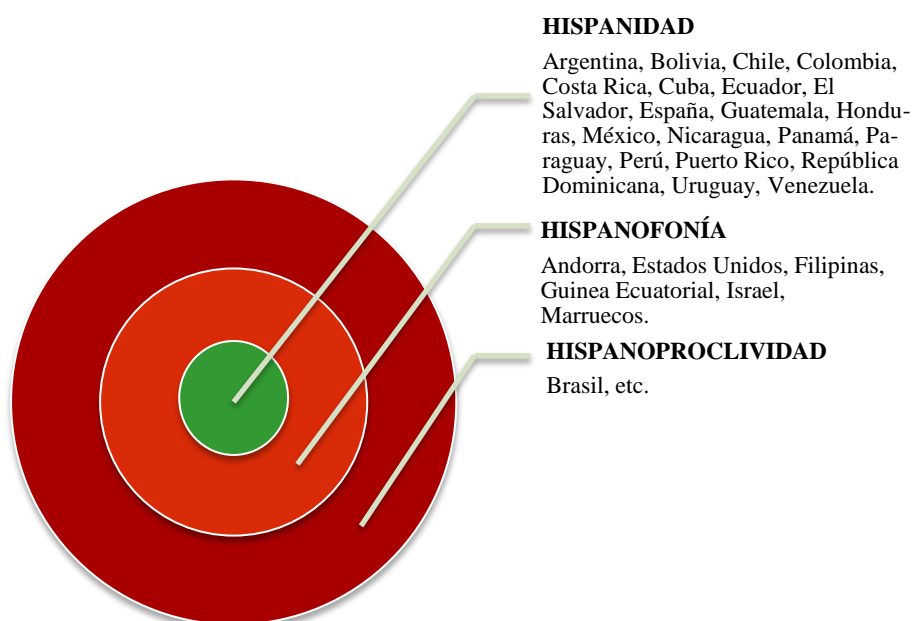 HISPANIDAD
Argentina, Bolivia, Chile, Colombia,
Costa Rica, Cuba, Ecuador, El
Salvador, España, Guatemala, Hondu-
ras, México, Nicaragua, Panamá, Pa-
raguay, Perú, Puerto Rico, República
Dominicana, Uruguay, Venezuela.
HISPANOFONÍA
Andorra, Estados Unidos, Filipinas,
Guinea Ecuatorial, Israel,
Marruecos.
HISPANOPROCLIVIDAD
Brasil, etc.